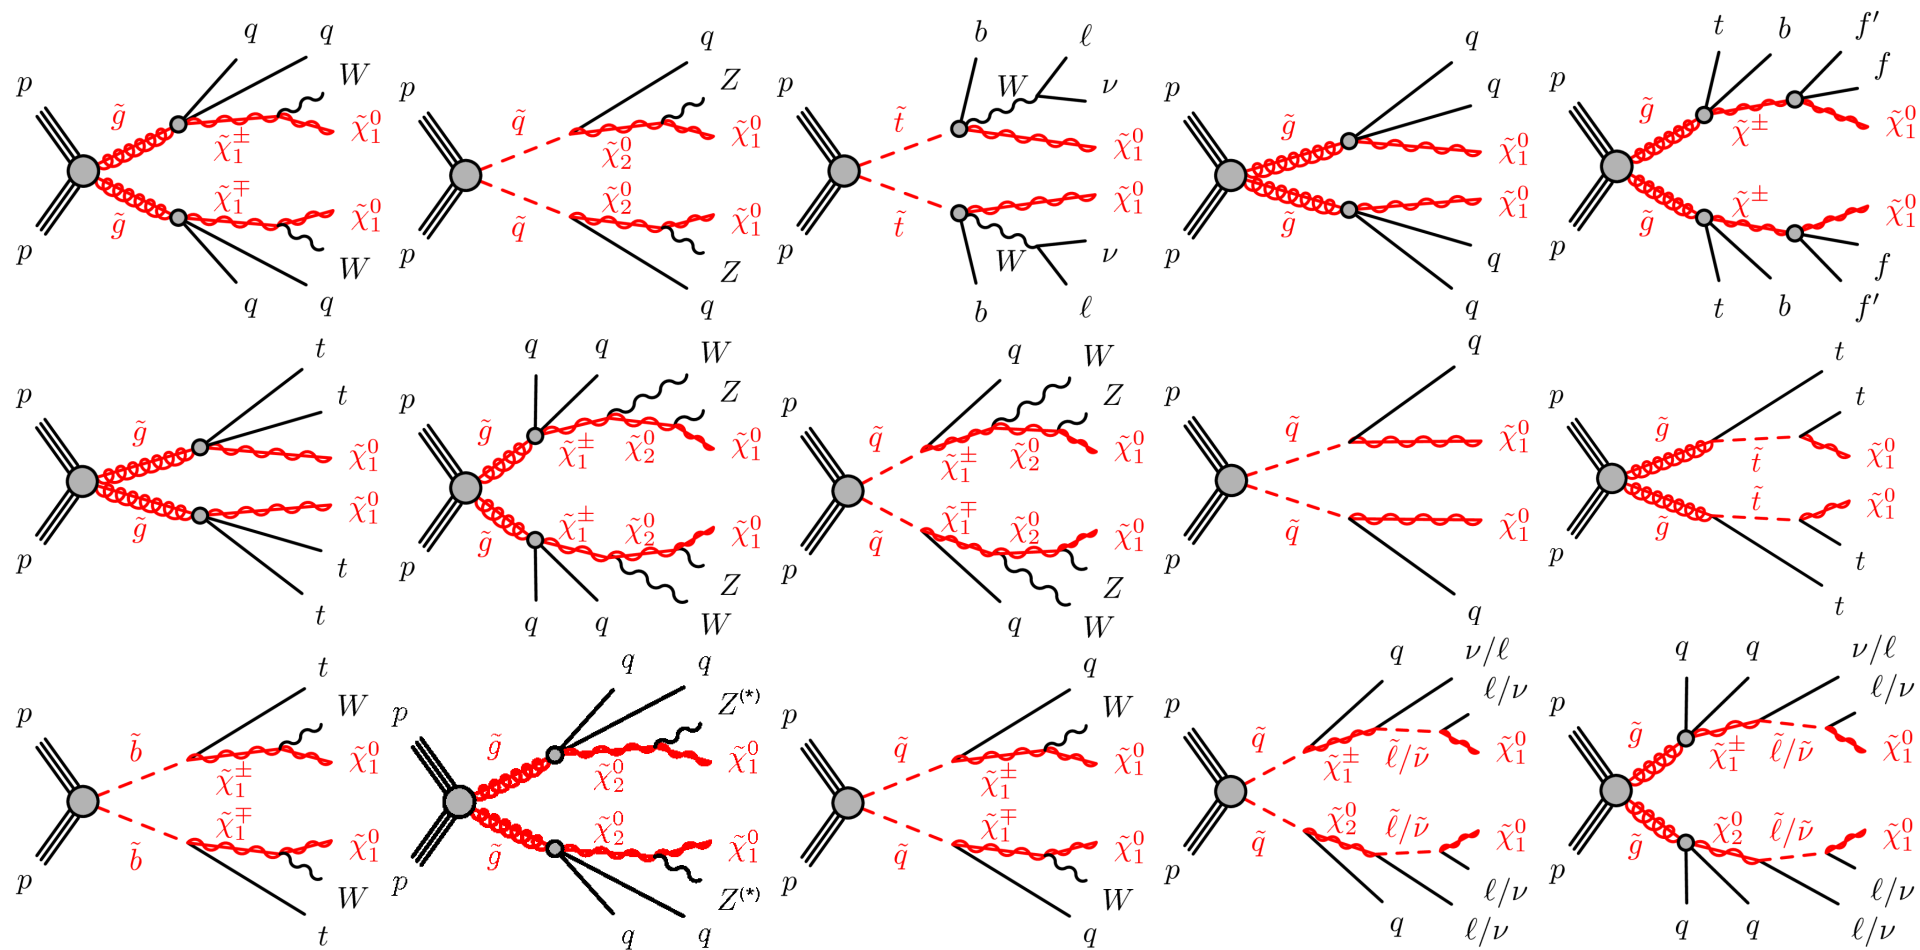 q q
p W
g̃ χ̃₁⁰
χ̃₁±
χ̃₁∓
g̃ χ̃₁⁰
p W
q q
q
p Z
q̃ χ̃₁⁰
χ̃₂⁰
χ̃₂⁰
q̃ χ̃₁⁰
p Z
q
b ℓ
p W ν
t̃ χ̃₁⁰
t̃ χ̃₁⁰
p W ν
b ℓ
q
p q
g̃ χ̃₁⁰
g̃ χ̃₁⁰
p q
q
t b f′
p f
g̃ χ̃± χ̃₁⁰
g̃ χ̃± χ̃₁⁰
p f
t b f′
t
p t
g̃ χ̃₁⁰
g̃ χ̃₁⁰
p t
t
q q W
p Z
g̃ χ̃₁± χ̃₂⁰ χ̃₁⁰
g̃ χ̃₁± χ̃₂⁰ χ̃₁⁰
p Z
q q W
q W
p Z
q̃ χ̃₁± χ̃₂⁰ χ̃₁⁰
q̃ χ̃₁∓ χ̃₂⁰ χ̃₁⁰
p Z
q W
q
p
q̃ χ̃₁⁰
q̃ χ̃₁⁰
p
q
t
p t
g̃ t̃ χ̃₁⁰
g̃ t̃ χ̃₁⁰
p t
t
t
p W
b̃ χ̃₁⁰
χ̃₁±
χ̃₁∓
b̃ χ̃₁⁰
p W
t
q q
p Z(*)
g̃ χ̃₁⁰
χ̃₂⁰
χ̃₂⁰
g̃ χ̃₁⁰
p Z(*)
q q
q
p W
q̃ χ̃₁⁰
χ̃₁±
χ̃₁∓
q̃ χ̃₁⁰
p W
q
q ν/ℓ
p ℓ/ν
q̃ χ̃₁± ℓ̃/ν̃ χ̃₁⁰
q̃ χ̃₂⁰ ℓ̃/ν̃ χ̃₁⁰
p ℓ/ν
q ℓ/ν
q q ν/ℓ
p ℓ/ν
g̃ χ̃₁± ℓ̃/ν̃ χ̃₁⁰
g̃ χ̃₂⁰ ℓ̃/ν̃ χ̃₁⁰
p ℓ/ν
q q ℓ/ν